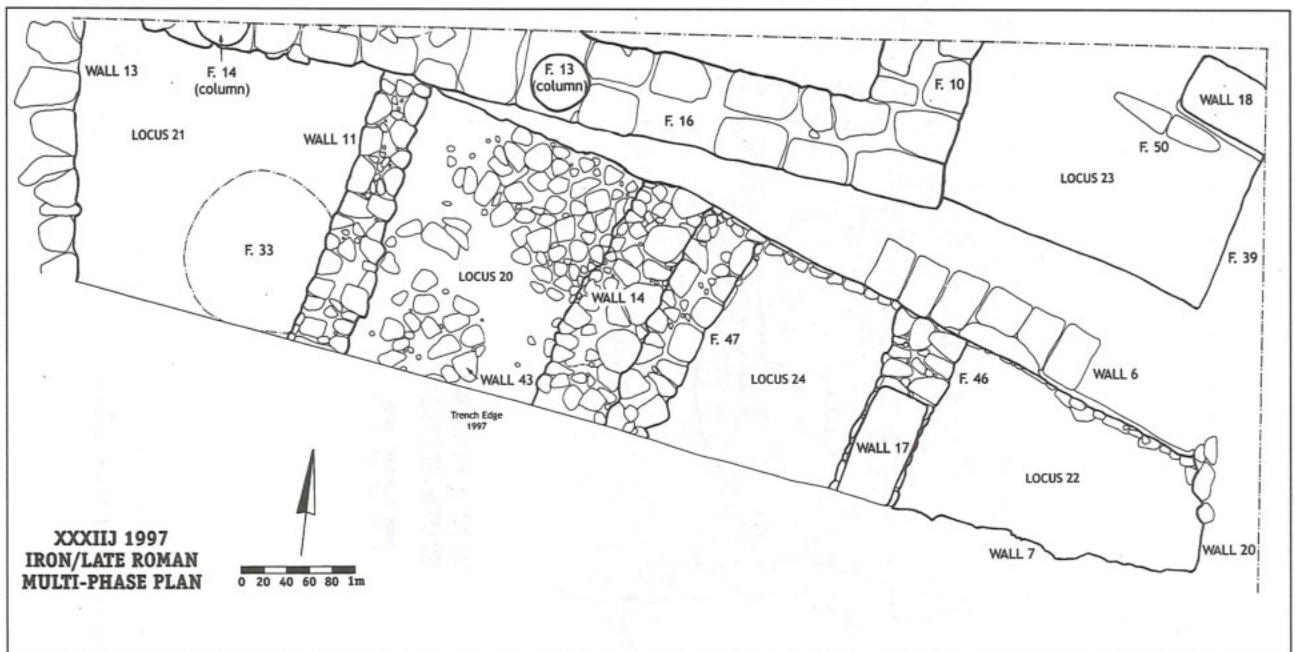 WALL 13
F. 14
(column)
F. 13
(column)
F. 10
WALL 18
LOCUS 21
WALL 11
F. 16
F. 50
LOCUS 23
F. 33
LOCUS 20
F. 39
WALL 14
F. 47
WALL 43
LOCUS 24
F. 46
WALL 6
Trench Edge
1997
WALL 17
LOCUS 22
WALL 7
WALL 20
XXXIIJ 1997
IRON/LATE ROMAN
MULTI-PHASE PLAN
0 20 40 60 80 1m